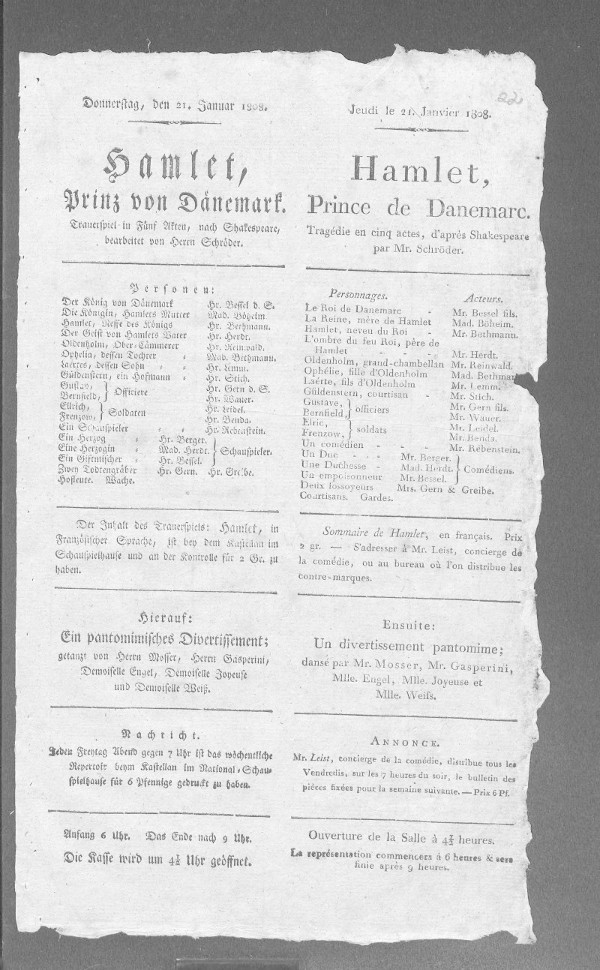 22
Donnerstag, den 21. Januar 1808.
Hamlet,
Prinz von Dänemark.
Trauerspiel in Fünf Akten, nach Shakespeare,
bearbeitet von Herrn Schröder.
Personen:
Der König von Dänemark Hr. Bessel d. S.
Die Königin, Hamlets Mutter Mad. Böheim.
Hamlet, Neffe des Königs Hr. Bethmann.
Der Geist von Hamlets Vater Hr. Herdt.
Oldenholm, Ober-Cämmerer Hr. Reinwald.
Ophelia, dessen Tochter Mad. Bethmann.
Laertes, dessen Sohn Hr. Lemm.
Güldenstern, ein Hofmann Hr. Stich.
Gustav, } Officiere Hr. Gern d. S.
Bernfield, Hr. Wauer.
Ellrich, } Soldaten Hr. Leidel.
Frenzow, Hr. Benda.
Ein Schauspieler Hr. Rebenstein.
Ein Herzog Hr. Berger.
Eine Herzogin Mad. Herdt. } Schauspieler.
Ein Giftmischer Hr. Bessel.
Zwey Todtengräber Hr. Gern. Hr. Greibe.
Hofleute. Wache.
Der Inhalt des Trauerspiels: Hamlet, in
Französischer Sprache, ist bey dem Kastellan im
Schauspielhause und an der Kontrolle für 2 Gr. zu
haben.
Hierauf:
Ein pantomimisches Divertissement;
getanzt von Herrn Mosser, Herrn Gasperini,
Demoiselle Engel, Demoiselle Joyeuse
und Demoiselle Weiß.
Nachricht.
Jeden Freytag Abend gegen 7 Uhr ist das wöchentliche
Repertoir beym Kastellan im National-Schau-
spielhause für 6 Pfennige gedruckt zu haben.
Anfang 6 Uhr. Das Ende nach 9 Uhr.
Die Kasse wird um 4½ Uhr geöffnet.
Jeudi le 21. Janvier 1808.
Hamlet,
Prince de Danemarc.
Tragédie en cinq actes, d'après Shakespeare
par Mr. Schröder.
Personnages. Acteurs.
Le Roi de Danemarc - Mr. Bessel fils.
La Reine, mère de Hamlet Mad. Böheim.
Hamlet, neveu du Roi - Mr. Bethmann.
L'ombre du feu Roi, père de
Hamlet - - - Mr. Herdt.
Oldenholm, grand-chambellan Mr. Reinwald.
Ophélie, fille d'Oldenholm Mad. Bethmann
Laërte, fils d'Oldenholm Mr. Lemm.
Güldenstern, courtisan - Mr. Stich.
Gustave, } officiers Mr. Gern fils.
Bernfield, Mr. Wauer.
Elric, } soldats Mr. Leidel.
Frenzow, Mr. Benda.
Un comédien - - - Mr. Rebenstein.
Un Duc - - - Mr. Berger.
Une Duchesse - Mad. Herdt. } Comédiens.
Un empoisonneur Mr. Bessel.
Deux fossoyeurs Mrs. Gern & Greibe.
Courtisans. Gardes.
Sommaire de Hamlet, en français. Prix
2 gr. — S'adresser à Mr. Leist, concierge de
la comédie, ou au bureau où l'on distribue les
contre-marques.
Ensuite:
Un divertissement pantomime;
dansé par Mr. Mosser, Mr. Gasperini,
Mlle. Engel, Mlle. Joyeuse et
Mlle. Weifs.
Annonce.
Mr. Leist, concierge de la comédie, distribue tous les
Vendredis, sur les 7 heures du soir, le bulletin des
pièces fixées pour la semaine suivante. — Prix 6 Pf.
Ouverture de la Salle à 4½ heures.
La représentation commencera à 6 heures & sera
finie après 9 heures.